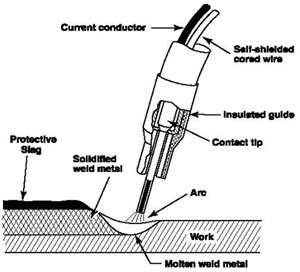 Current conductor
Self-shielded
cored wire
Insulated guide
Contact tip
Protective
Slag
Solidified
weld metal
Arc
Work
Molten weld metal